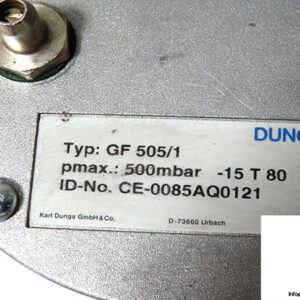 DUNG
Typ: GF 505/1
pmax.: 500mbar -15 T 80
ID-No. CE-0085AQ0121
Karl Dungs GmbH&Co. D-73660 Urbach